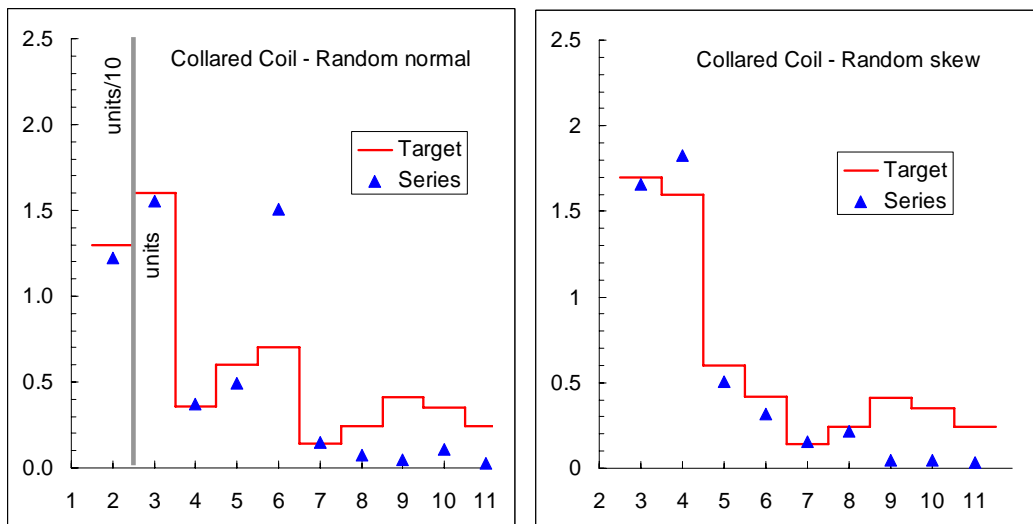 Collared Coil - Random normal
units/10
units
Target
Series
2.5
2.0
1.5
1.0
0.5
0.0
1 2 3 4 5 6 7 8 9 10 11
Collared Coil - Random skew
Target
Series
2.5
2
1.5
1
0.5
0
2 3 4 5 6 7 8 9 10 11